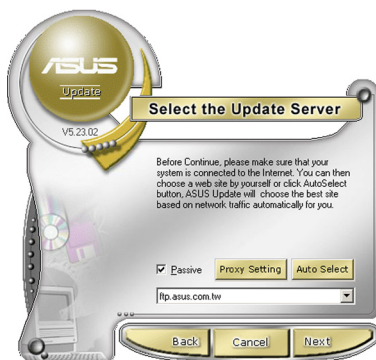 ASUS
Update
V5.23.02
Select the Update Server
Before Continue, please make sure that your
system is connected to the Internet. You can then
choose a web site by yourself or click AutoSelect
button, ASUS Update will choose the best site
based on network traffic automatically for you.
Passive
Proxy Setting
Auto Select
ftp.asus.com.tw
Back
Cancel
Next